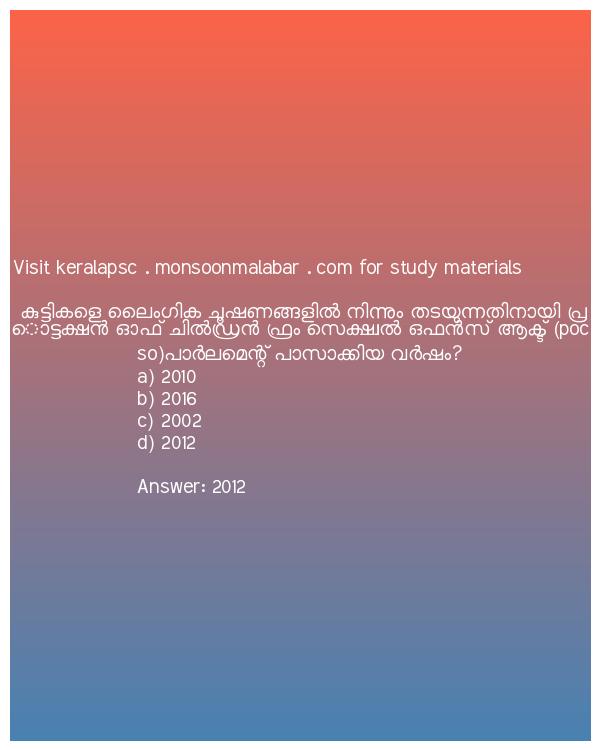 Visit keralapsc . monsoonmalabar . com for study materials
കുട്ടികളെ ലൈംഗിക ചൂഷണങ്ങളിൽ നിന്നും തടയുന്നതിനായി പ്ര
ൊട്ടക്ഷൻ ഓഫ് ചിൽഡ്രൻ ഫ്രം സെക്ഷ്വൽ ഒഫൻസ് ആക്ട് (poc
so)പാർലമെന്റ് പാസാക്കിയ വർഷം?
a) 2010
b) 2016
c) 2002
d) 2012
Answer: 2012